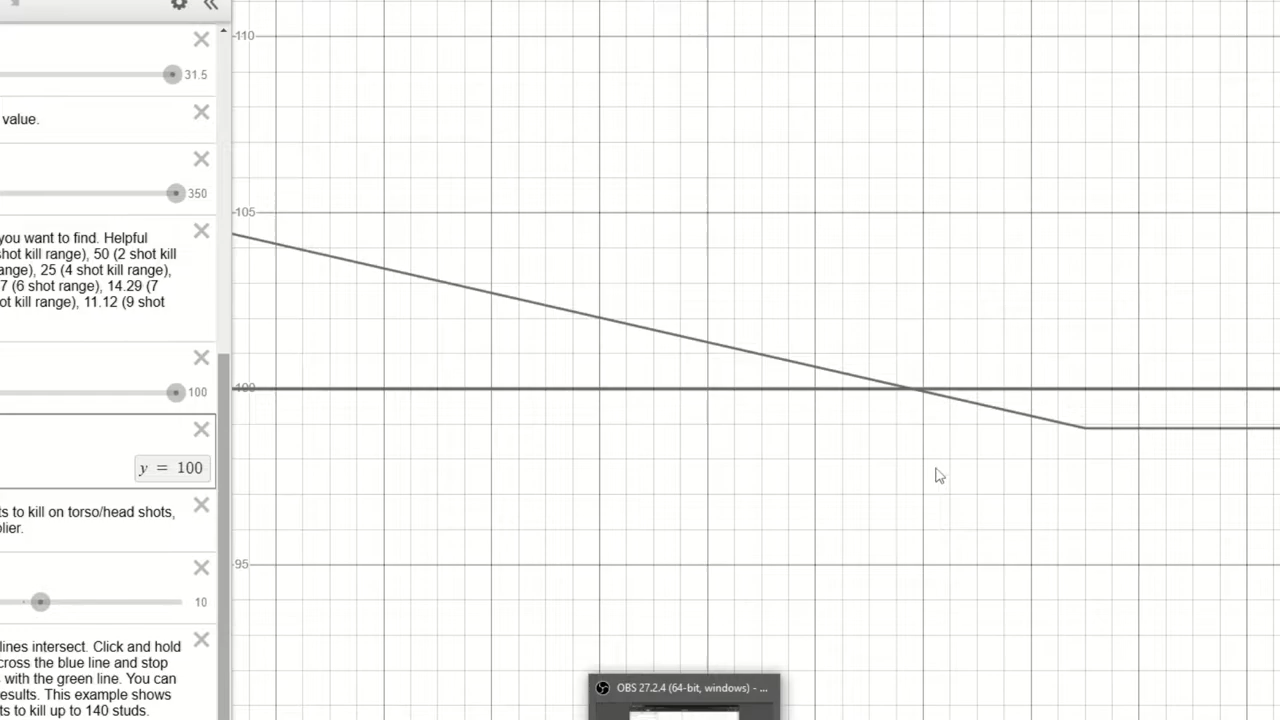 31.5
value.
350
you want to find. Helpful
shot kill range), 50 (2 shot kill
ange), 25 (4 shot kill range),
7 (6 shot range), 14.29 (7
ot kill range), 11.12 (9 shot
100
y = 100
ts to kill on torso/head shots,
plier.
10
lines intersect. Click and hold
cross the blue line and stop
with the green line. You can
esults. This example shows
ts to kill up to 140 studs.
110
105
100
95
OBS 27.2.4 (64-bit, windows) - ...